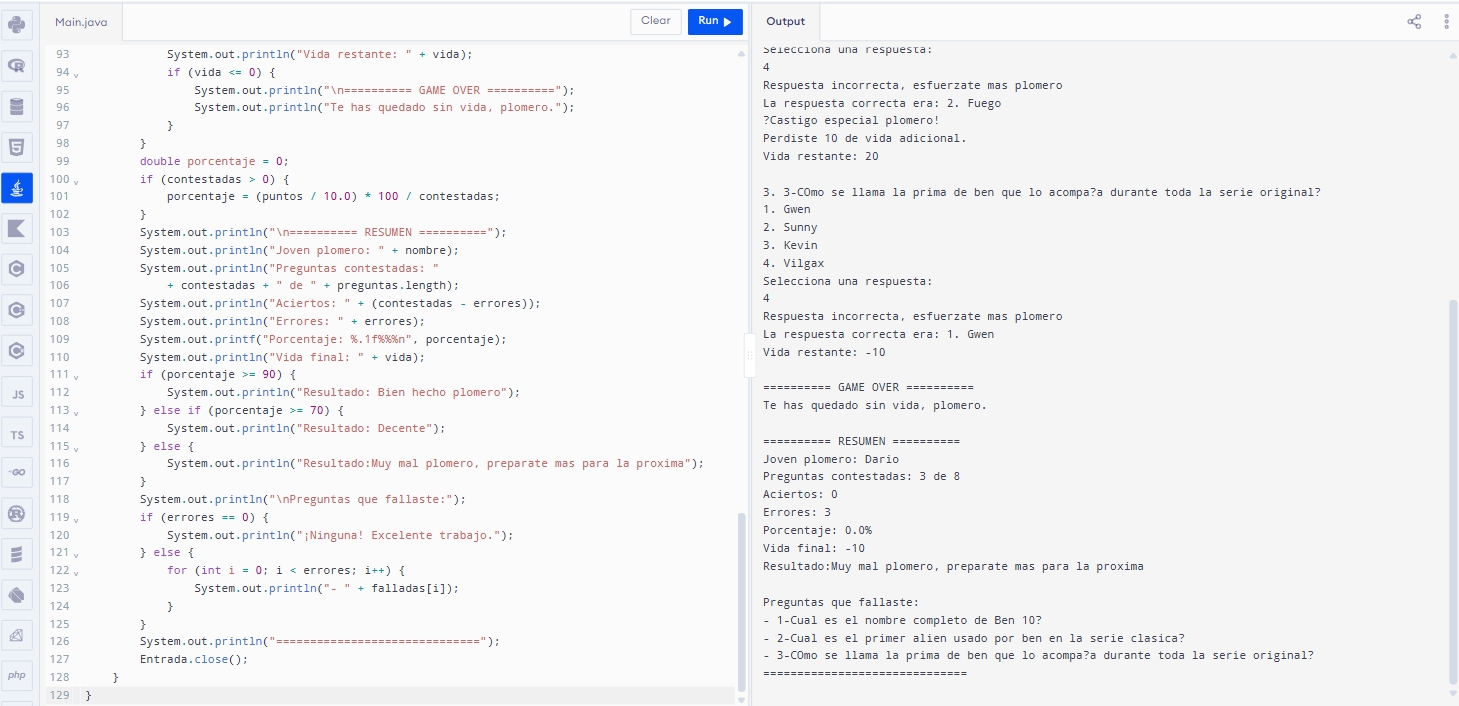 Main.java
Clear
Run
93 System.out.println("Vida restante: " + vida);
94 if (vida <= 0) {
95 System.out.println("\n========== GAME OVER ==========");
96 System.out.println("Te has quedado sin vida, plomero.");
97 }
98 }
99 double porcentaje = 0;
100 if (contestadas > 0) {
101 porcentaje = (puntos / 10.0) * 100 / contestadas;
102 }
103 System.out.println("\n========== RESUMEN ==========");
104 System.out.println("Joven plomero: " + nombre);
105 System.out.println("Preguntas contestadas: "
106 + contestadas + " de " + preguntas.length);
107 System.out.println("Aciertos: " + (contestadas - errores));
108 System.out.println("Errores: " + errores);
109 System.out.printf("Porcentaje: %.1f%%%n", porcentaje);
110 System.out.println("Vida final: " + vida);
111 if (porcentaje >= 90) {
112 System.out.println("Resultado: Bien hecho plomero");
113 } else if (porcentaje >= 70) {
114 System.out.println("Resultado: Decente");
115 } else {
116 System.out.println("Resultado:Muy mal plomero, preparate mas para la proxima");
117 }
118 System.out.println("\nPreguntas que fallaste:");
119 if (errores == 0) {
120 System.out.println("¡Ninguna! Excelente trabajo.");
121 } else {
122 for (int i = 0; i < errores; i++) {
123 System.out.println("- " + falladas[i]);
124 }
125 }
126 System.out.println("==============================");
127 Entrada.close();
128 }
129 }
JS
TS
GO
php
Output
Selecciona una respuesta:
4
Respuesta incorrecta, esfuerzate mas plomero
La respuesta correcta era: 2. Fuego
?Castigo especial plomero!
Perdiste 10 de vida adicional.
Vida restante: 20
3. 3-COmo se llama la prima de ben que lo acompa?a durante toda la serie original?
1. Gwen
2. Sunny
3. Kevin
4. Vilgax
Selecciona una respuesta:
4
Respuesta incorrecta, esfuerzate mas plomero
La respuesta correcta era: 1. Gwen
Vida restante: -10
========== GAME OVER ==========
Te has quedado sin vida, plomero.
========== RESUMEN ==========
Joven plomero: Dario
Preguntas contestadas: 3 de 8
Aciertos: 0
Errores: 3
Porcentaje: 0.0%
Vida final: -10
Resultado:Muy mal plomero, preparate mas para la proxima
Preguntas que fallaste:
- 1-Cual es el nombre completo de Ben 10?
- 2-Cual es el primer alien usado por ben en la serie clasica?
- 3-COmo se llama la prima de ben que lo acompa?a durante toda la serie original?
==============================